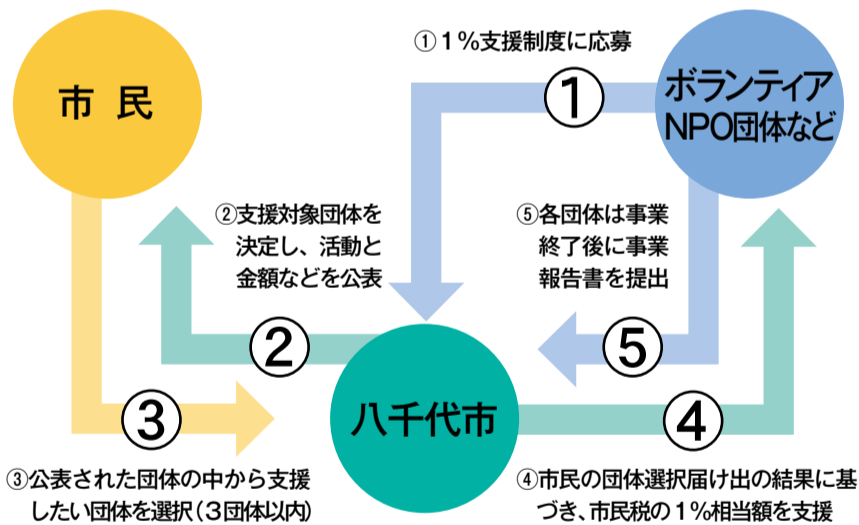 ①1%支援制度に応募
市民
①
ボランティア
NPO団体など
②支援対象団体を
決定し、活動と
金額などを公表
⑤各団体は事業
終了後に事業
報告書を提出
②
⑤
八千代市
③
④
③公表された団体の中から支援
したい団体を選択(3団体以内)
④市民の団体選択届け出の結果に基
づき、市民税の1%相当額を支援